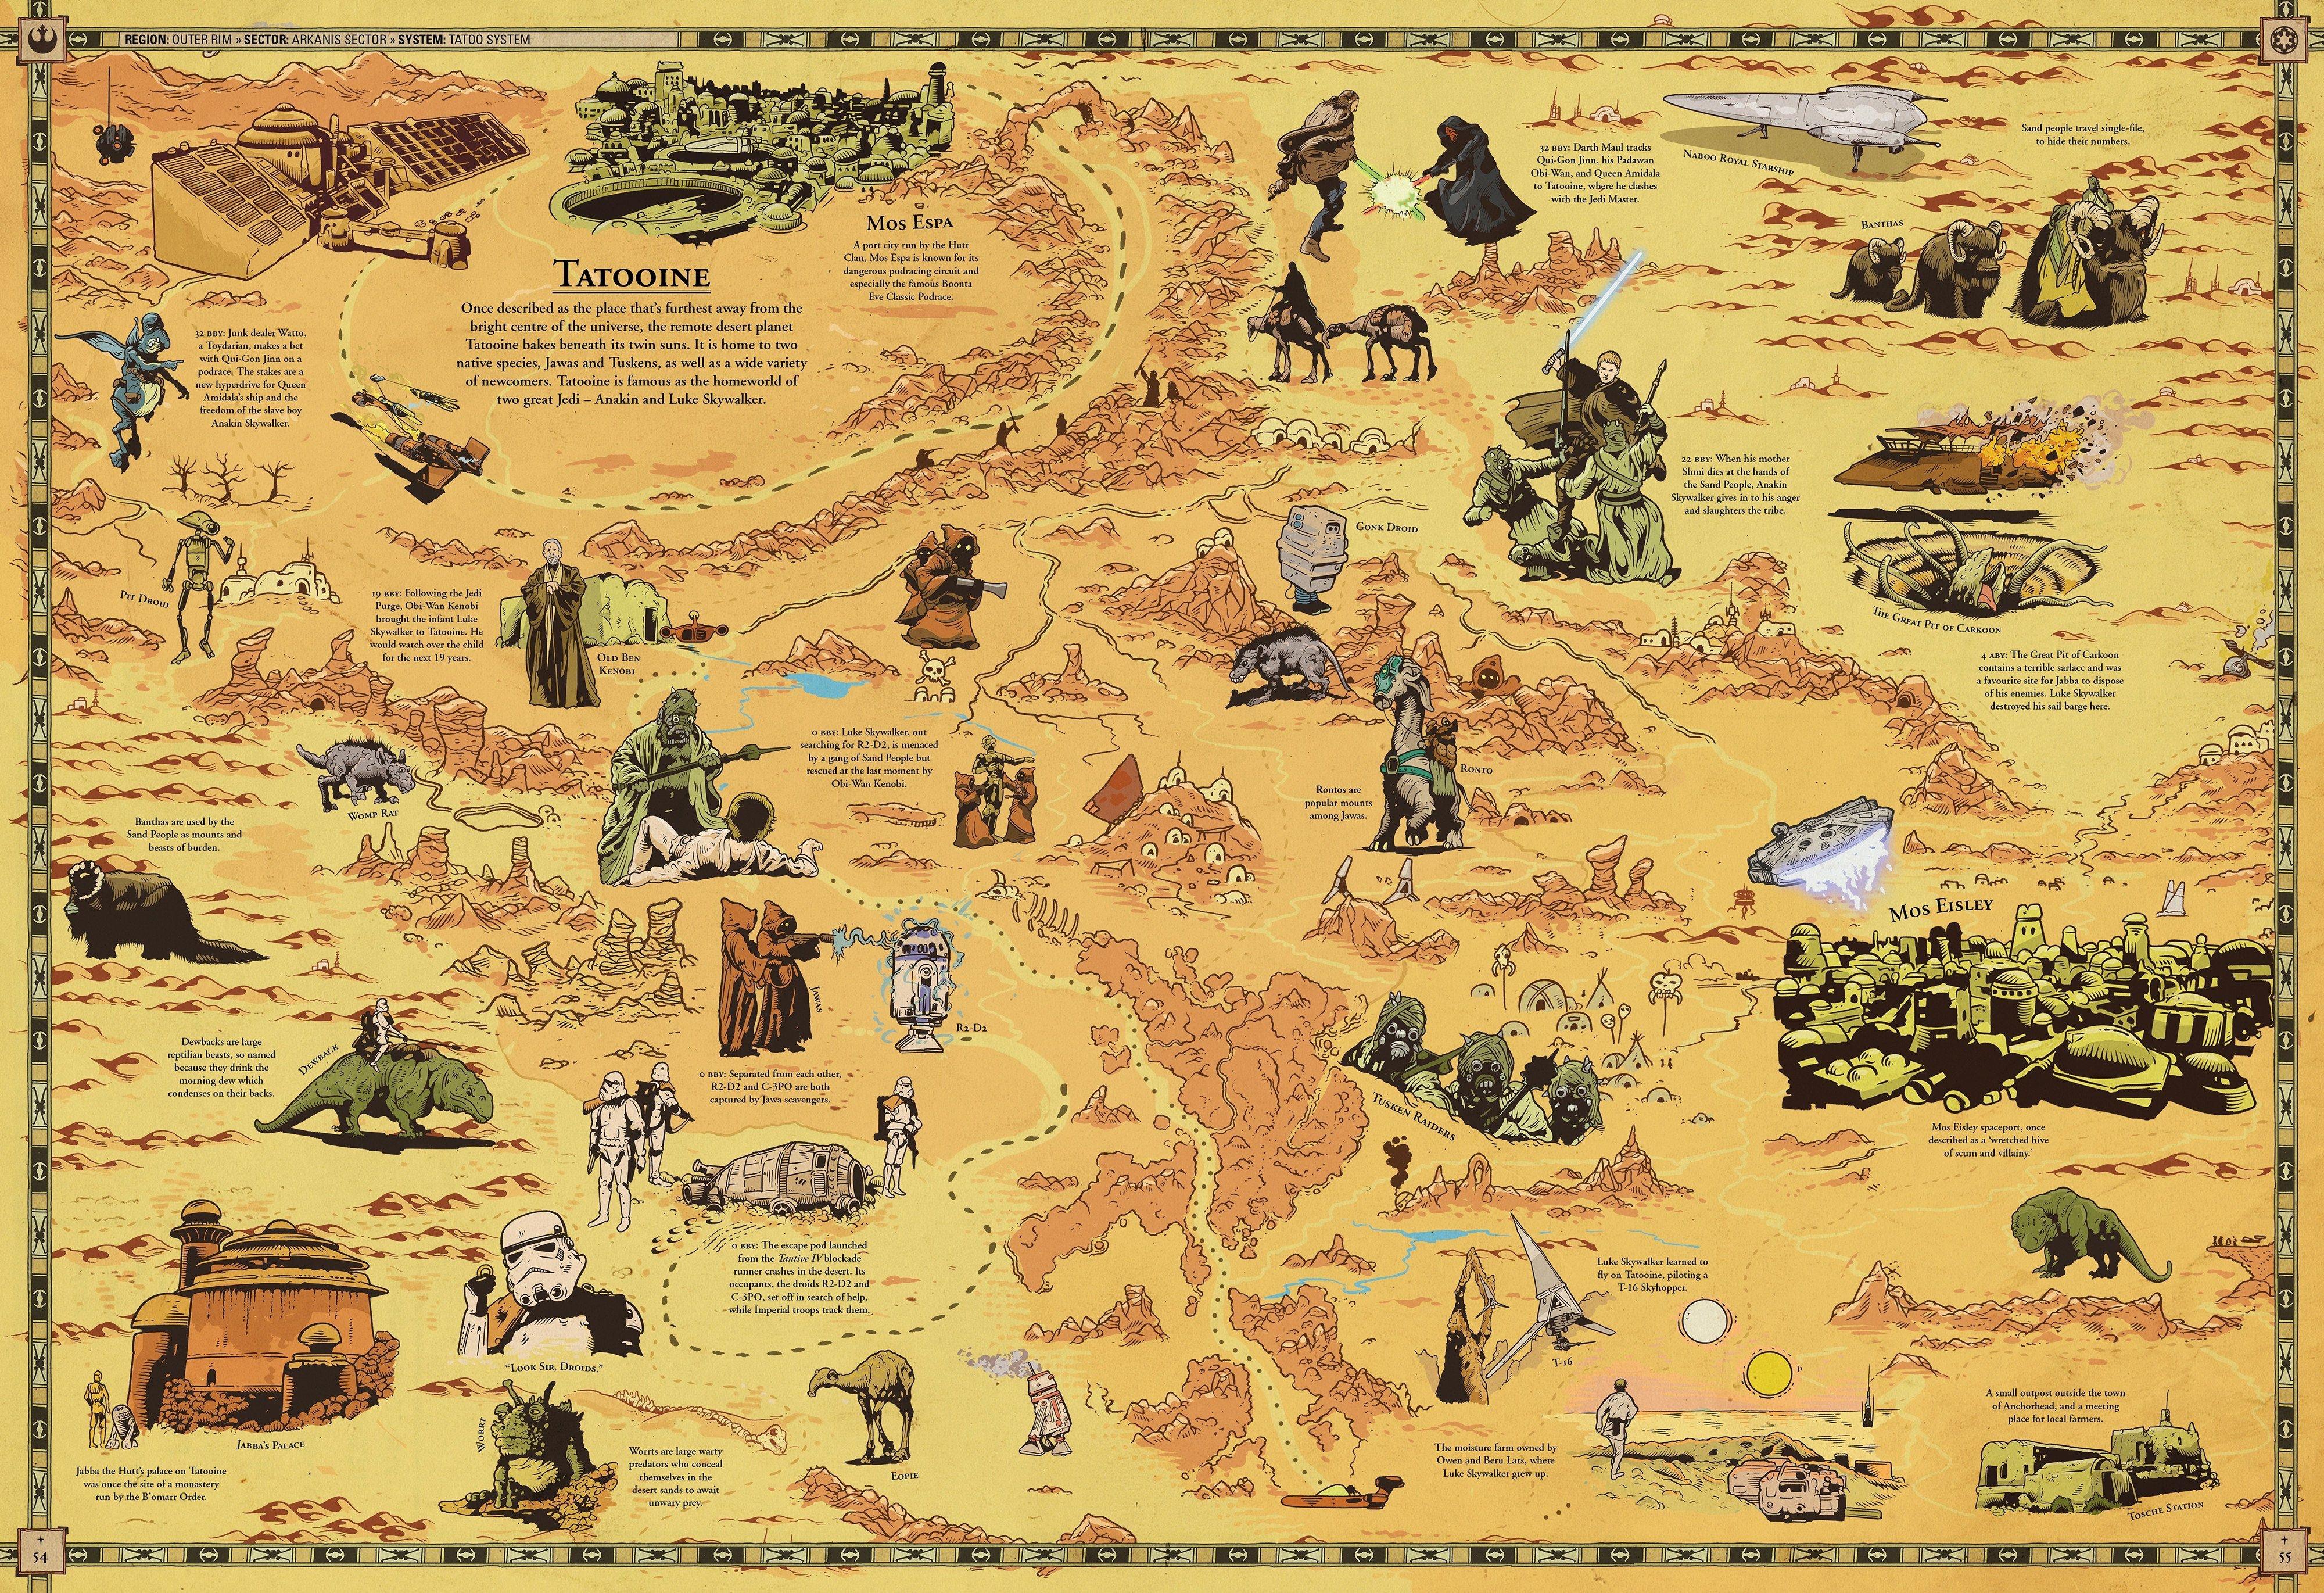 REGION: OUTER RIM » SECTOR: ARKANIS SECTOR » SYSTEM: TATOO SYSTEM
MOS ESPA
A port city run by the Hutt
Clan, Mos Espa is known for its
dangerous podracing circuit and
especially the famous Boonta
Eve Classic Podrace.
TATOOINE
Once described as the place that's furthest away from the
bright centre of the universe, the remote desert planet
Tatooine bakes beneath its twin suns. It is home to two
native species, Jawas and Tuskens, as well as a wide variety
of newcomers. Tatooine is famous as the homeworld of
two great Jedi – Anakin and Luke Skywalker.
32 BBY: Darth Maul tracks
Qui-Gon Jinn, his Padawan
Obi-Wan, and Queen Amidala
to Tatooine, where he clashes
with the Jedi Master.
NABOO ROYAL STARSHIP
Sand people travel single-file,
to hide their numbers.
BANTHAS
32 BBY: Junk dealer Watto,
a Toydarian, makes a bet
with Qui-Gon Jinn on a
podrace. The stakes are a
new hyperdrive for Queen
Amidala's ship and the
freedom of the slave boy
Anakin Skywalker.
22 BBY: When his mother
Shmi dies at the hands of
the Sand People, Anakin
Skywalker gives in to his anger
and slaughters the tribe.
GONK DROID
PIT DROID
19 BBY: Following the Jedi
Purge, Obi-Wan Kenobi
brought the infant Luke
Skywalker to Tatooine. He
would watch over the child
for the next 19 years.
OLD BEN
KENOBI
THE GREAT PIT OF CARKOON
4 ABY: The Great Pit of Carkoon
contains a terrible sarlacc and was
a favourite site for Jabba to dispose
of his enemies. Luke Skywalker
destroyed his sail barge here.
0 BBY: Luke Skywalker, out
searching for R2-D2, is menaced
by a gang of Sand People but
rescued at the last moment by
Obi-Wan Kenobi.
RONTO
Rontos are
popular mounts
among Jawas.
WOMP RAT
Banthas are used by the
Sand People as mounts and
beasts of burden.
MOS EISLEY
JAWAS
R2-D2
Dewbacks are large
reptilian beasts, so named
because they drink the
morning dew which
condenses on their backs.
DEWBACK
0 BBY: Separated from each other,
R2-D2 and C-3PO are both
captured by Jawa scavengers.
TUSKEN RAIDERS
Mos Eisley spaceport, once
described as a 'wretched hive
of scum and villainy.'
0 BBY: The escape pod launched
from the Tantive IV blockade
runner crashes in the desert. Its
occupants, the droids R2-D2 and
C-3PO, set off in search of help,
while Imperial troops track them.
Luke Skywalker learned to
fly on Tatooine, piloting a
T-16 Skyhopper.
T-16
"LOOK SIR, DROIDS."
JABBA'S PALACE
Jabba the Hutt's palace on Tatooine
was once the site of a monastery
run by the B'omarr Order.
WORRT
Worrts are large warty
predators who conceal
themselves in the
desert sands to await
unwary prey.
EOPIE
The moisture farm owned by
Owen and Beru Lars, where
Luke Skywalker grew up.
A small outpost outside the town
of Anchorhead, and a meeting
place for local farmers.
TOSCHE STATION
54
55